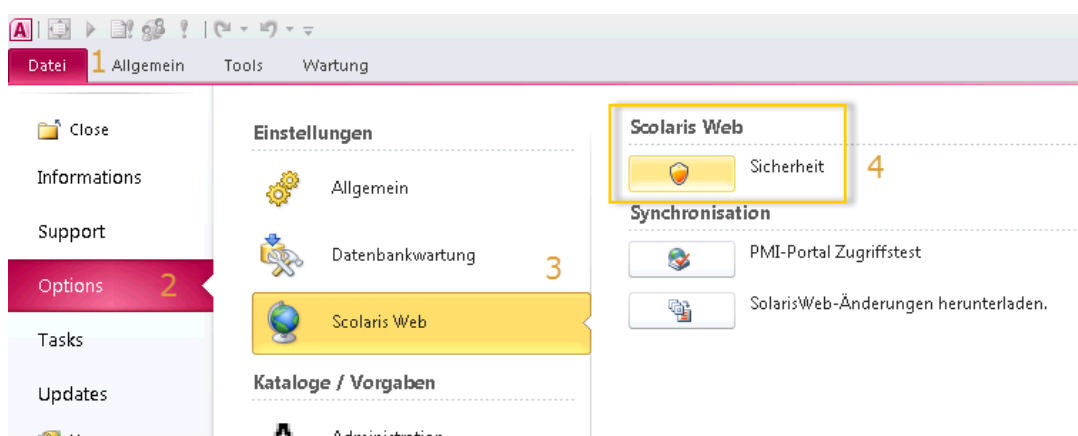 A
Datei 1 Allgemein Tools Wartung
Close
Informations
Support
Options 2
Tasks
Updates
Einstellungen
Allgemein
Datenbankwartung
3
Scolaris Web
Kataloge / Vorgaben
Administration
Scolaris Web
Sicherheit 4
Synchronisation
PMI-Portal Zugriffstest
SolarisWeb-Änderungen herunterladen.